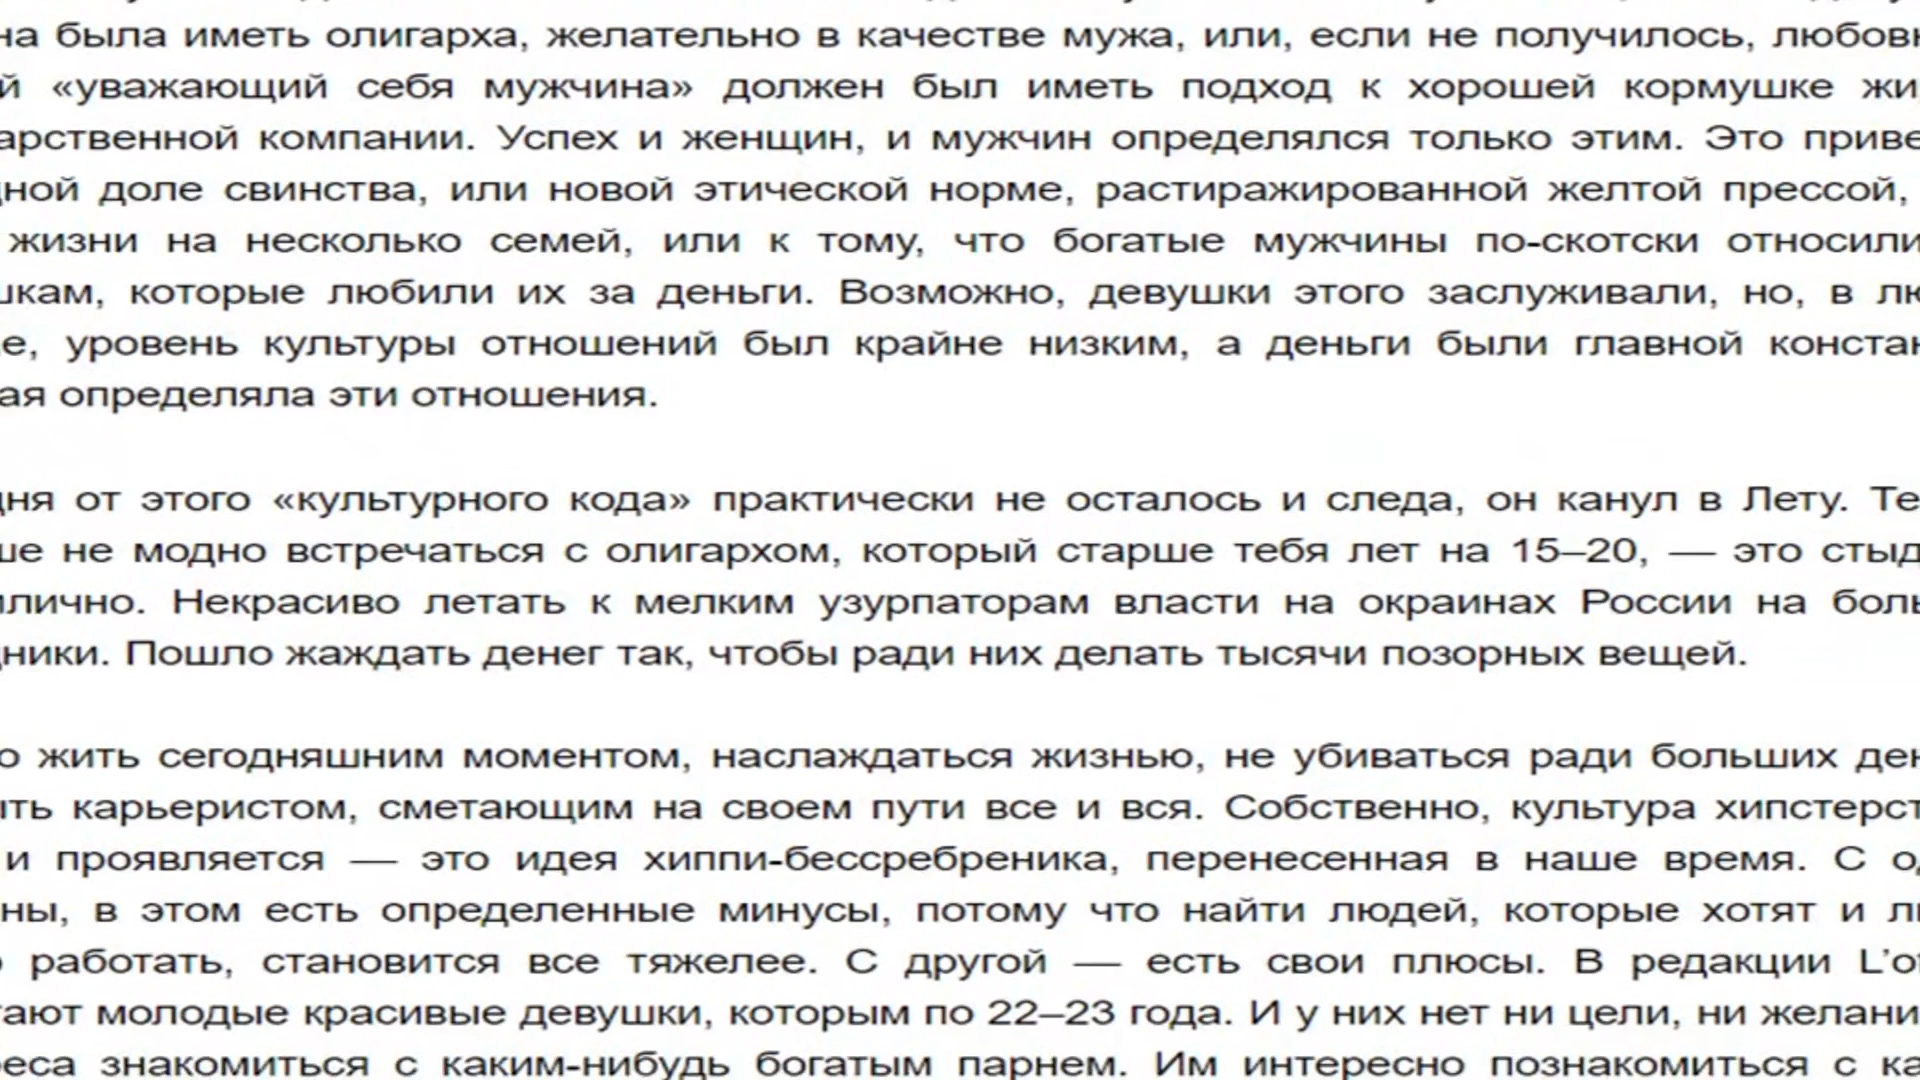 на была иметь олигарха, желательно в качестве мужа, или, если не получилось, любовн
й «уважающий себя мужчина» должен был иметь подход к хорошей кормушке жи
арственной компании. Успех и женщин, и мужчин определялся только этим. Это приве
дной доле свинства, или новой этической норме, растиражированной желтой прессой,
жизни на несколько семей, или к тому, что богатые мужчины по-скотски относили
шкам, которые любили их за деньги. Возможно, девушки этого заслуживали, но, в лю
е, уровень культуры отношений был крайне низким, а деньги были главной констан
ая определяла эти отношения.
дня от этого «культурного кода» практически не осталось и следа, он канул в Лету. Те
ше не модно встречаться с олигархом, который старше тебя лет на 15–20, — это стыд
илично. Некрасиво летать к мелким узурпаторам власти на окраинах России на боль
дники. Пошло жаждать денег так, чтобы ради них делать тысячи позорных вещей.
о жить сегодняшним моментом, наслаждаться жизнью, не убиваться ради больших ден
ыть карьеристом, сметающим на своем пути все и вся. Собственно, культура хипстерст
и проявляется — это идея хиппи-бессребреника, перенесенная в наше время. С од
ны, в этом есть определенные минусы, потому что найти людей, которые хотят и лю
о работать, становится все тяжелее. С другой — есть свои плюсы. В редакции L’of
тают молодые красивые девушки, которым по 22–23 года. И у них нет ни цели, ни желани
еса знакомиться с каким-нибудь богатым парнем. Им интересно познакомиться с ка